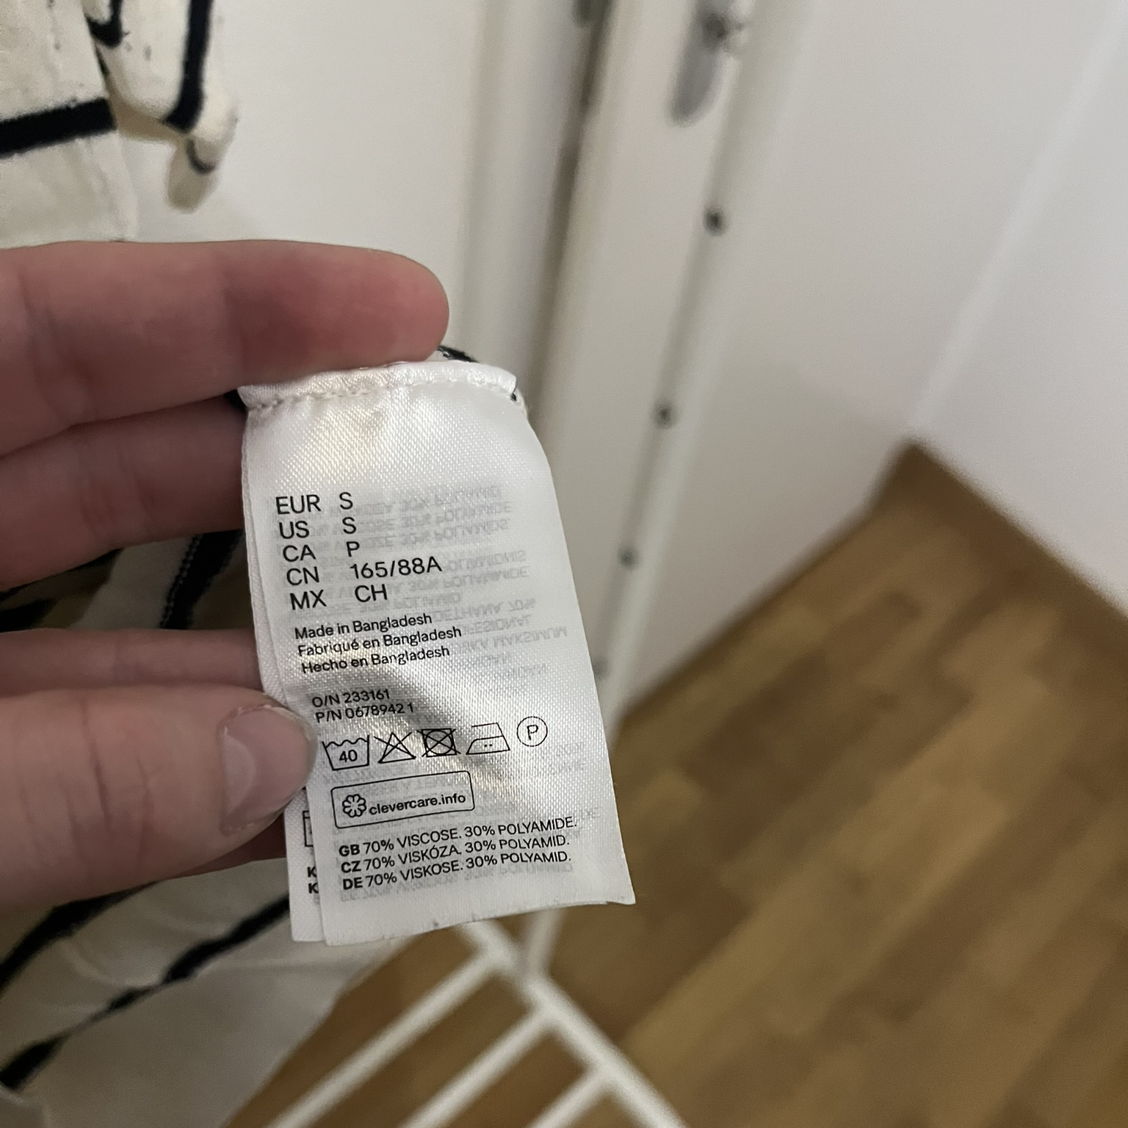 EUR S
US S
CA P
CN 165/88A
MX CH
Made in Bangladesh
Fabriqué en Bangladesh
Hecho en Bangladesh
O/N 233161
P/N 0678942 1
40
P
clevercare.info
GB 70% VISCOSE. 30% POLYAMIDE.
CZ 70% VISKÓZA. 30% POLYAMID.
DE 70% VISKOSE. 30% POLYAMID.
K
K